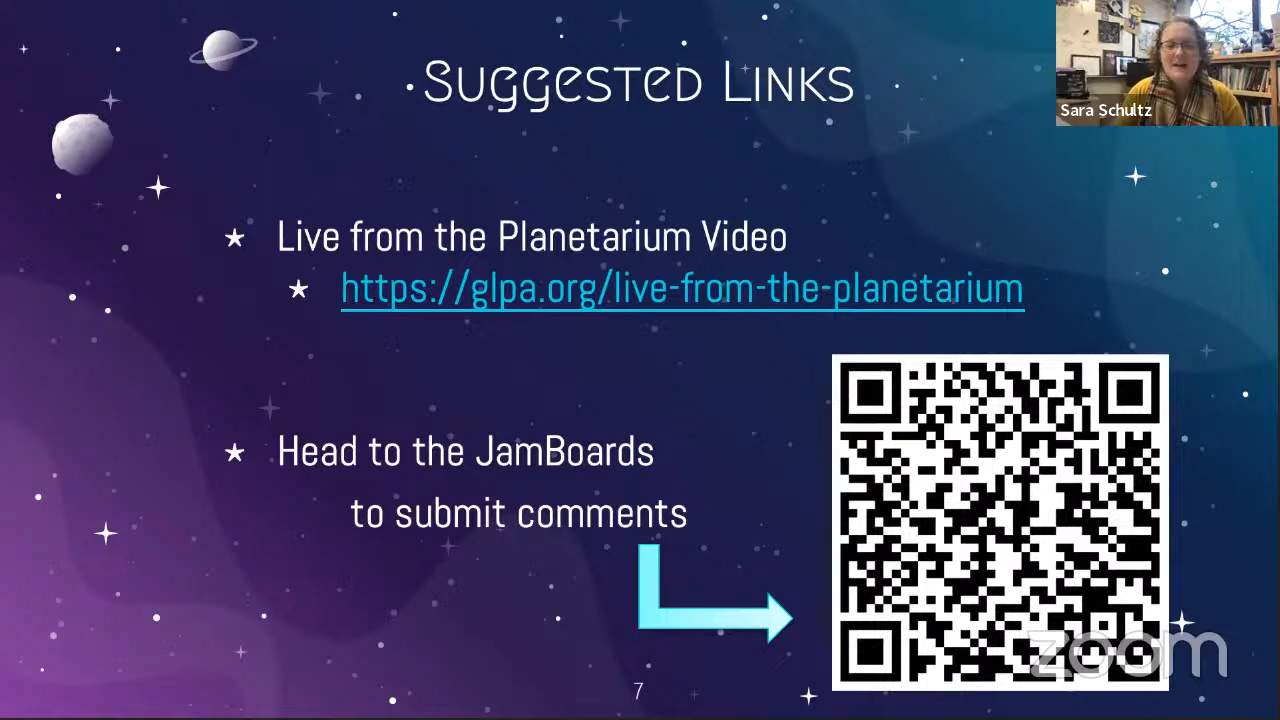 Suggested Links
Sara Schultz
Live from the Planetarium Video
https://glpa.org/live-from-the-planetarium
Head to the JamBoards
to submit comments
zoom
7